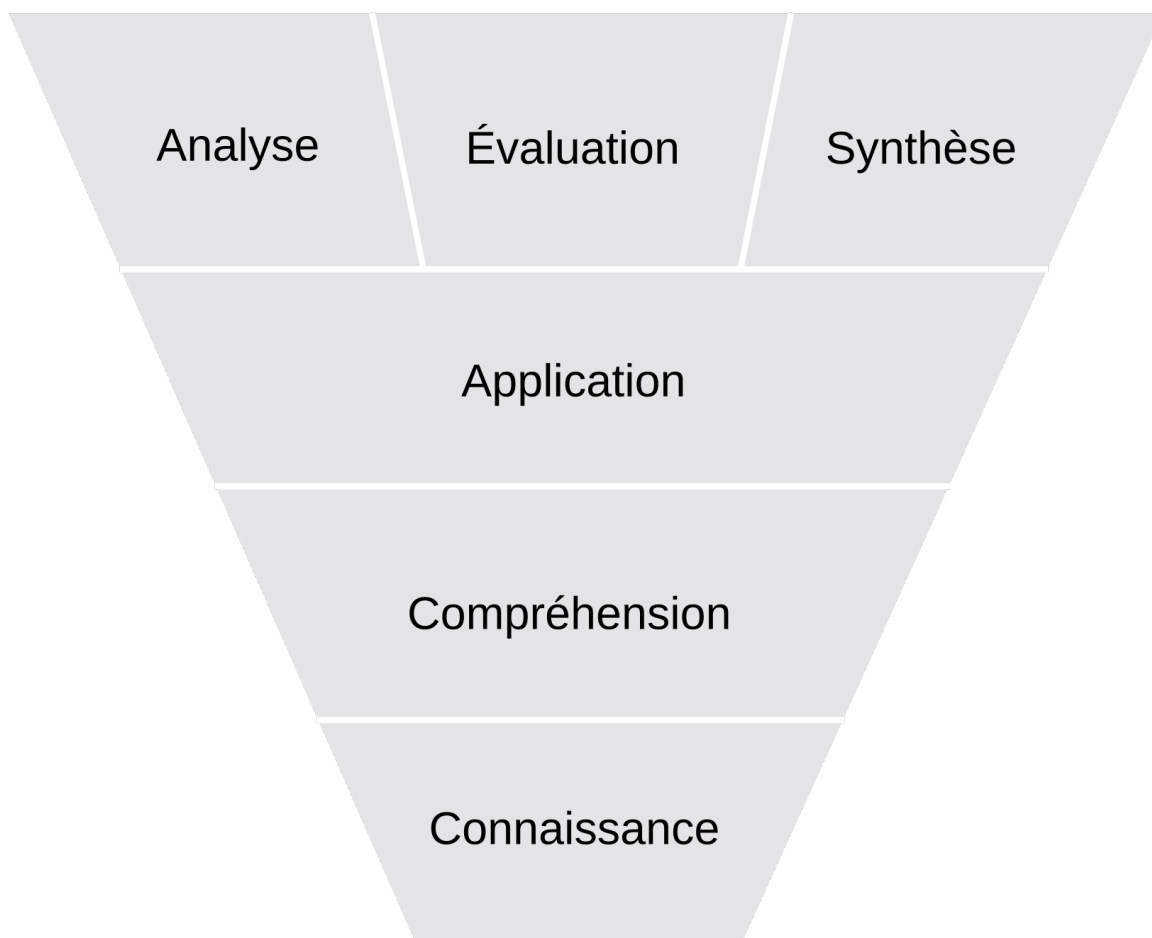 Analyse
Évaluation
Synthèse
Application
Compréhension
Connaissance